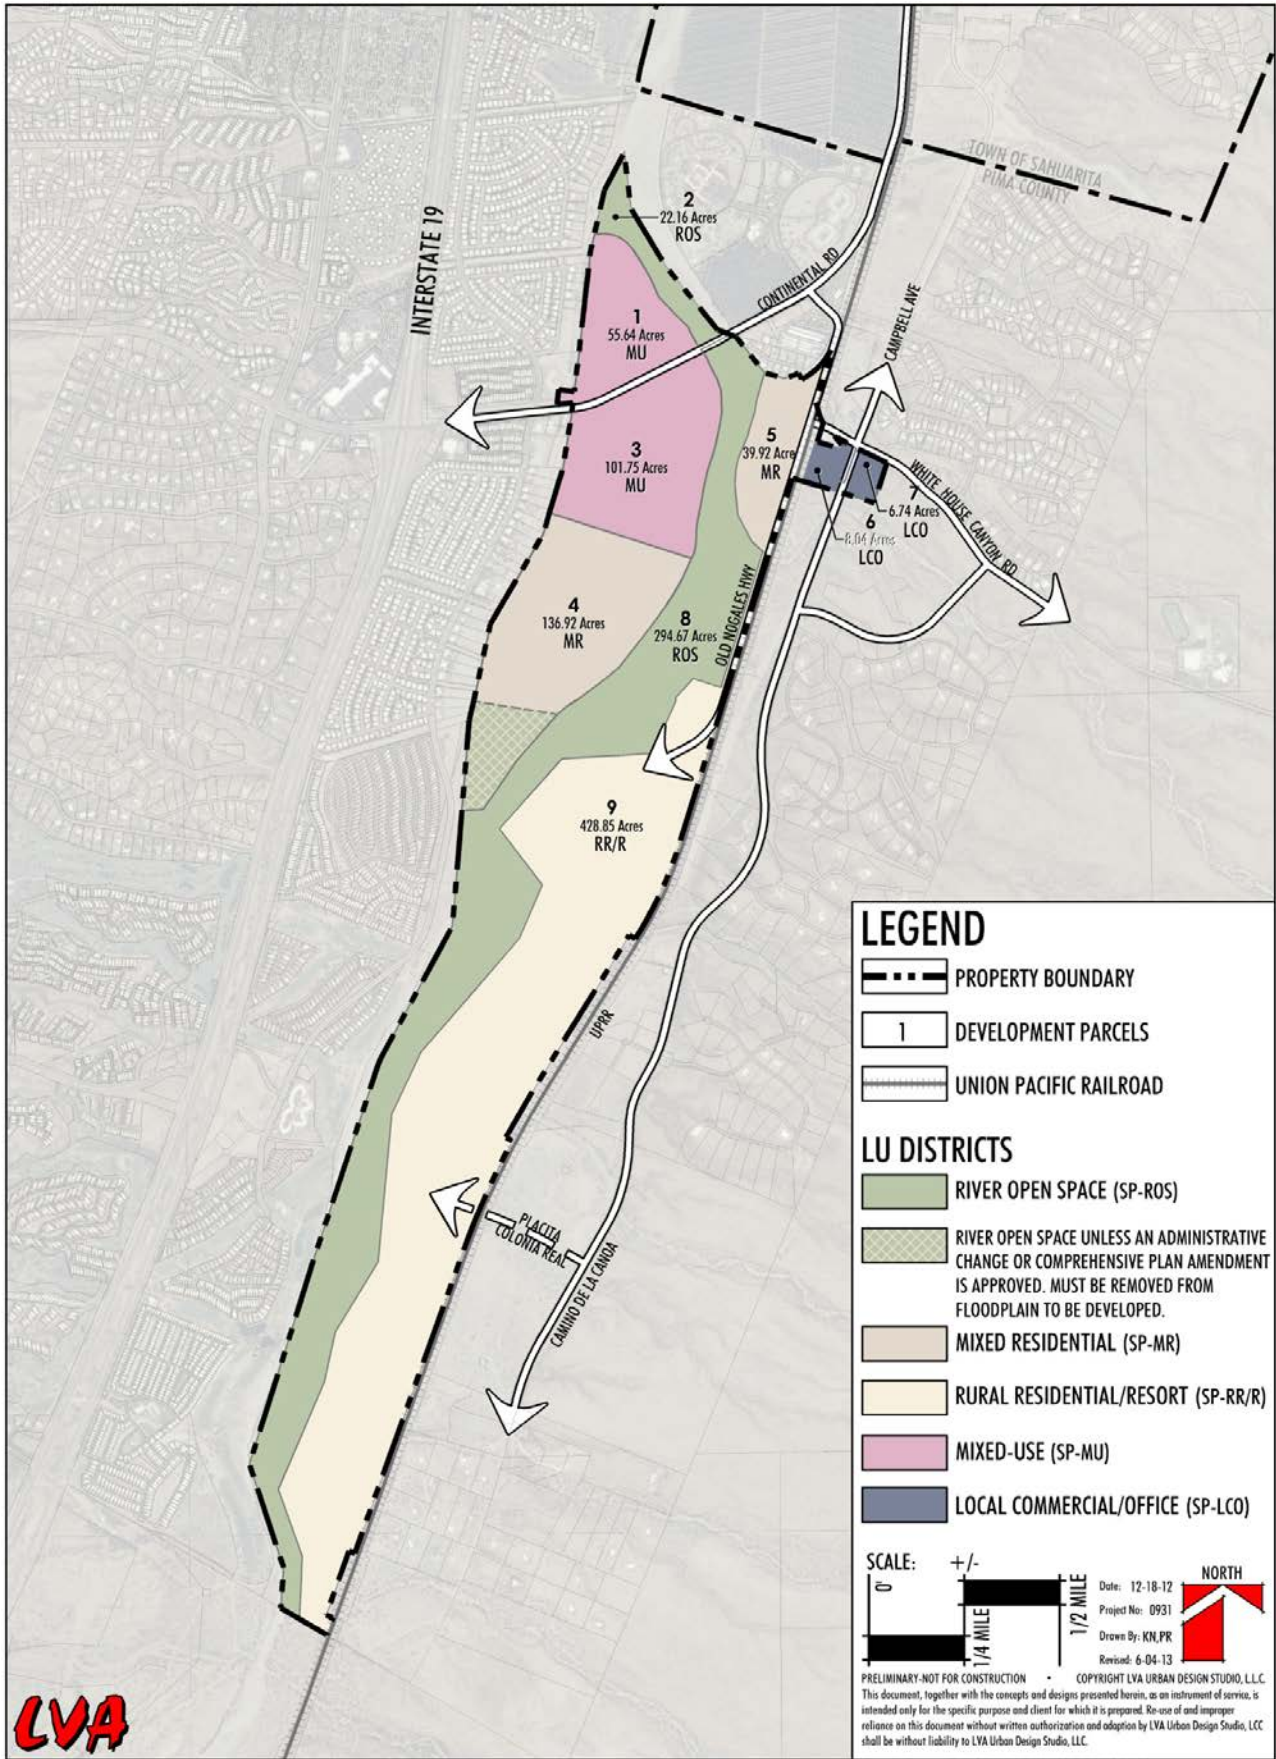 TOWN OF SAHUARITA
PIMA COUNTY
INTERSTATE 19
2
22.16 Acres
ROS
CONTINENTAL RD
CAMPBELL AVE
1
55.64 Acres
MU
3
101.75 Acres
MU
5
39.92 Acre
MR
WHITE HOUSE CANYON RD
7
6.74 Acres
LCO
6
Acres
LCO
4
136.92 Acres
MR
8
294.67 Acres
ROS
OLD NOGALES HWY
9
428.85 Acres
RR/R
UPRR
PLACITA
COLONIA REAL
CAMINO DE LA CANOA
LEGEND
PROPERTY BOUNDARY
1 DEVELOPMENT PARCELS
UNION PACIFIC RAILROAD
LU DISTRICTS
RIVER OPEN SPACE (SP-ROS)
RIVER OPEN SPACE UNLESS AN ADMINISTRATIVE
CHANGE OR COMPREHENSIVE PLAN AMENDMENT
IS APPROVED. MUST BE REMOVED FROM
FLOODPLAIN TO BE DEVELOPED.
MIXED RESIDENTIAL (SP-MR)
RURAL RESIDENTIAL/RESORT (SP-RR/R)
MIXED-USE (SP-MU)
LOCAL COMMERCIAL/OFFICE (SP-LCO)
SCALE: +/-
0'
1/4 MILE
1/2 MILE
Date: 12-18-12
Project No: 0931
Drawn By: KN,PR
Revised: 6-04-13
NORTH
PRELIMINARY-NOT FOR CONSTRUCTION • COPYRIGHT LVA URBAN DESIGN STUDIO, L.L.C.
This document, together with the concepts and designs presented herein, as an instrument of service, is
intended only for the specific purpose and client for which it is prepared. Re-use of and improper
reliance on this document without written authorization and adaption by LVA Urban Design Studio, LCC
shall be without liability to LVA Urban Design Studio, LLC.
LVA